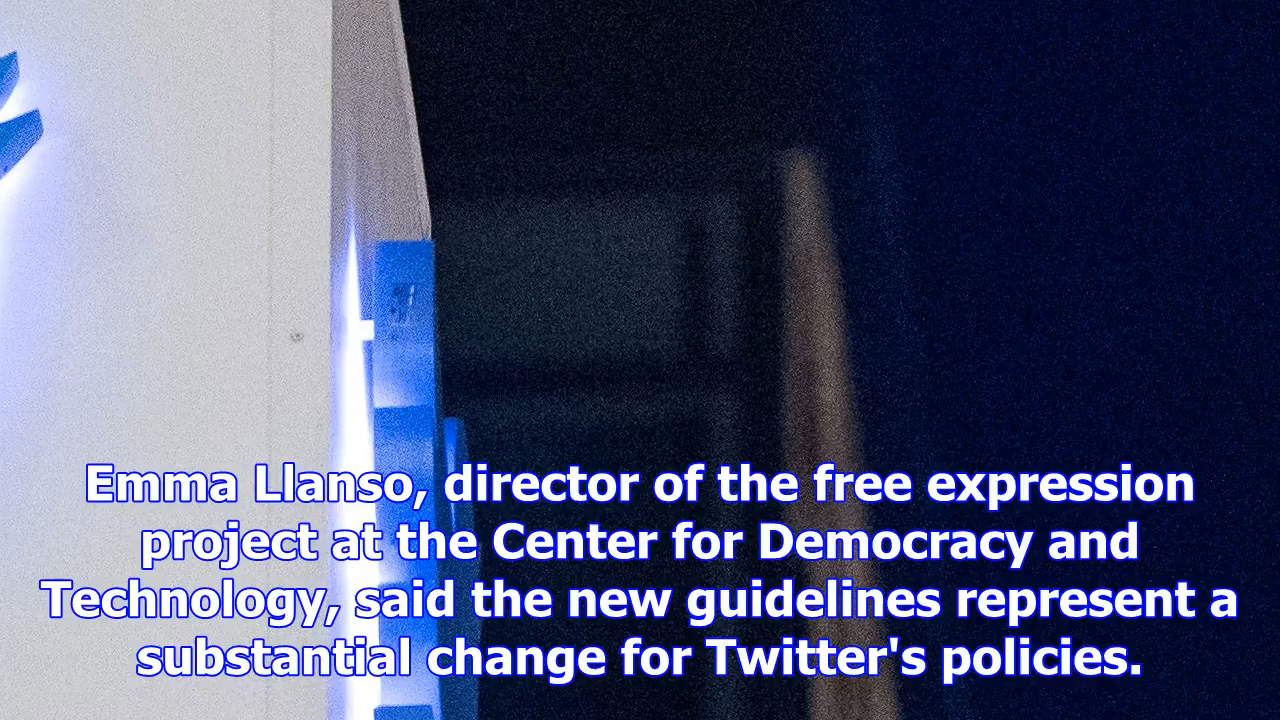 Emma Llanso, director of the free expression
project at the Center for Democracy and
Technology, said the new guidelines represent a
substantial change for Twitter's policies.